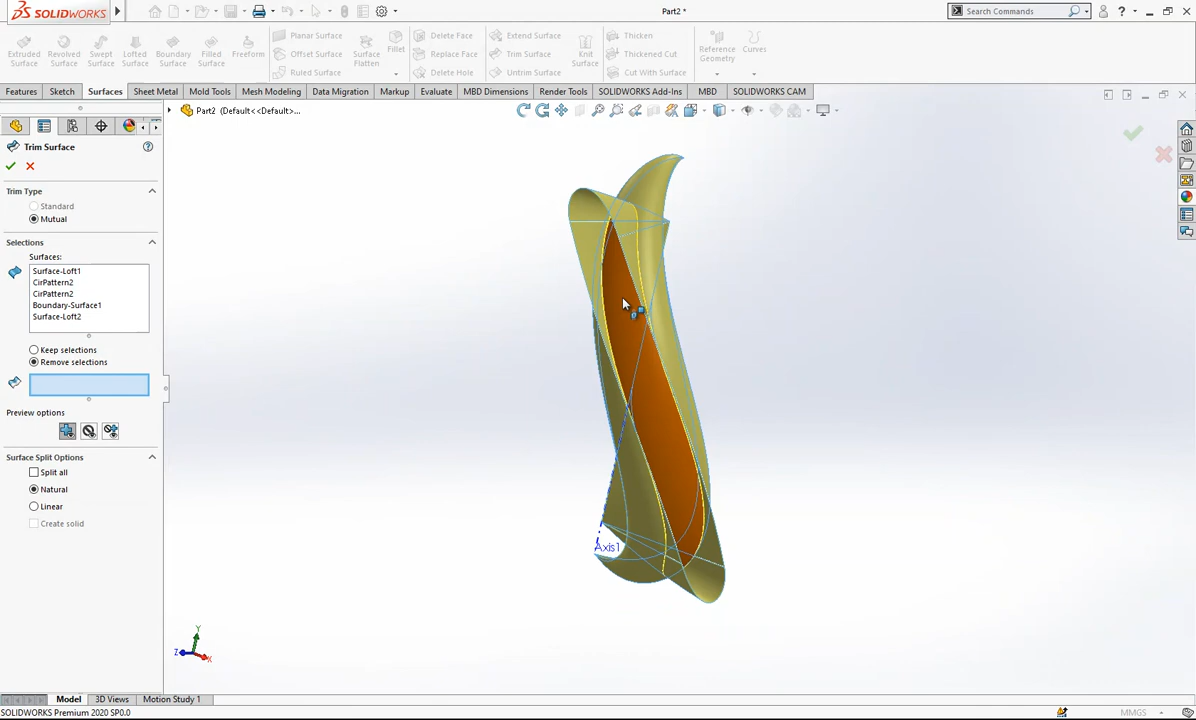 SOLIDWORKS
Part2 *
Search Commands
Extruded Surface
Revolved Surface
Swept Surface
Lofted Surface
Boundary Surface
Filled Surface
Freeform
Planar Surface
Offset Surface
Ruled Surface
Surface Flatten
Fillet
Delete Face
Replace Face
Delete Hole
Extend Surface
Trim Surface
Untrim Surface
Knit Surface
Thicken
Thickened Cut
Cut With Surface
Reference Geometry
Curves
Features
Sketch
Surfaces
Sheet Metal
Mold Tools
Mesh Modeling
Data Migration
Markup
Evaluate
MBD Dimensions
Render Tools
SOLIDWORKS Add-Ins
MBD
SOLIDWORKS CAM
Part2 (Default<<Default>...
Trim Surface
Trim Type
Standard
Mutual
Selections
Surfaces:
Surface-Loft1
CirPattern2
CirPattern2
Boundary-Surface1
Surface-Loft2
Keep selections
Remove selections
Preview options
Surface Split Options
Split all
Natural
Linear
Create solid
Axis1
Y
Z
X
Model
3D Views
Motion Study 1
SOLIDWORKS Premium 2020 SP0.0
MMGS